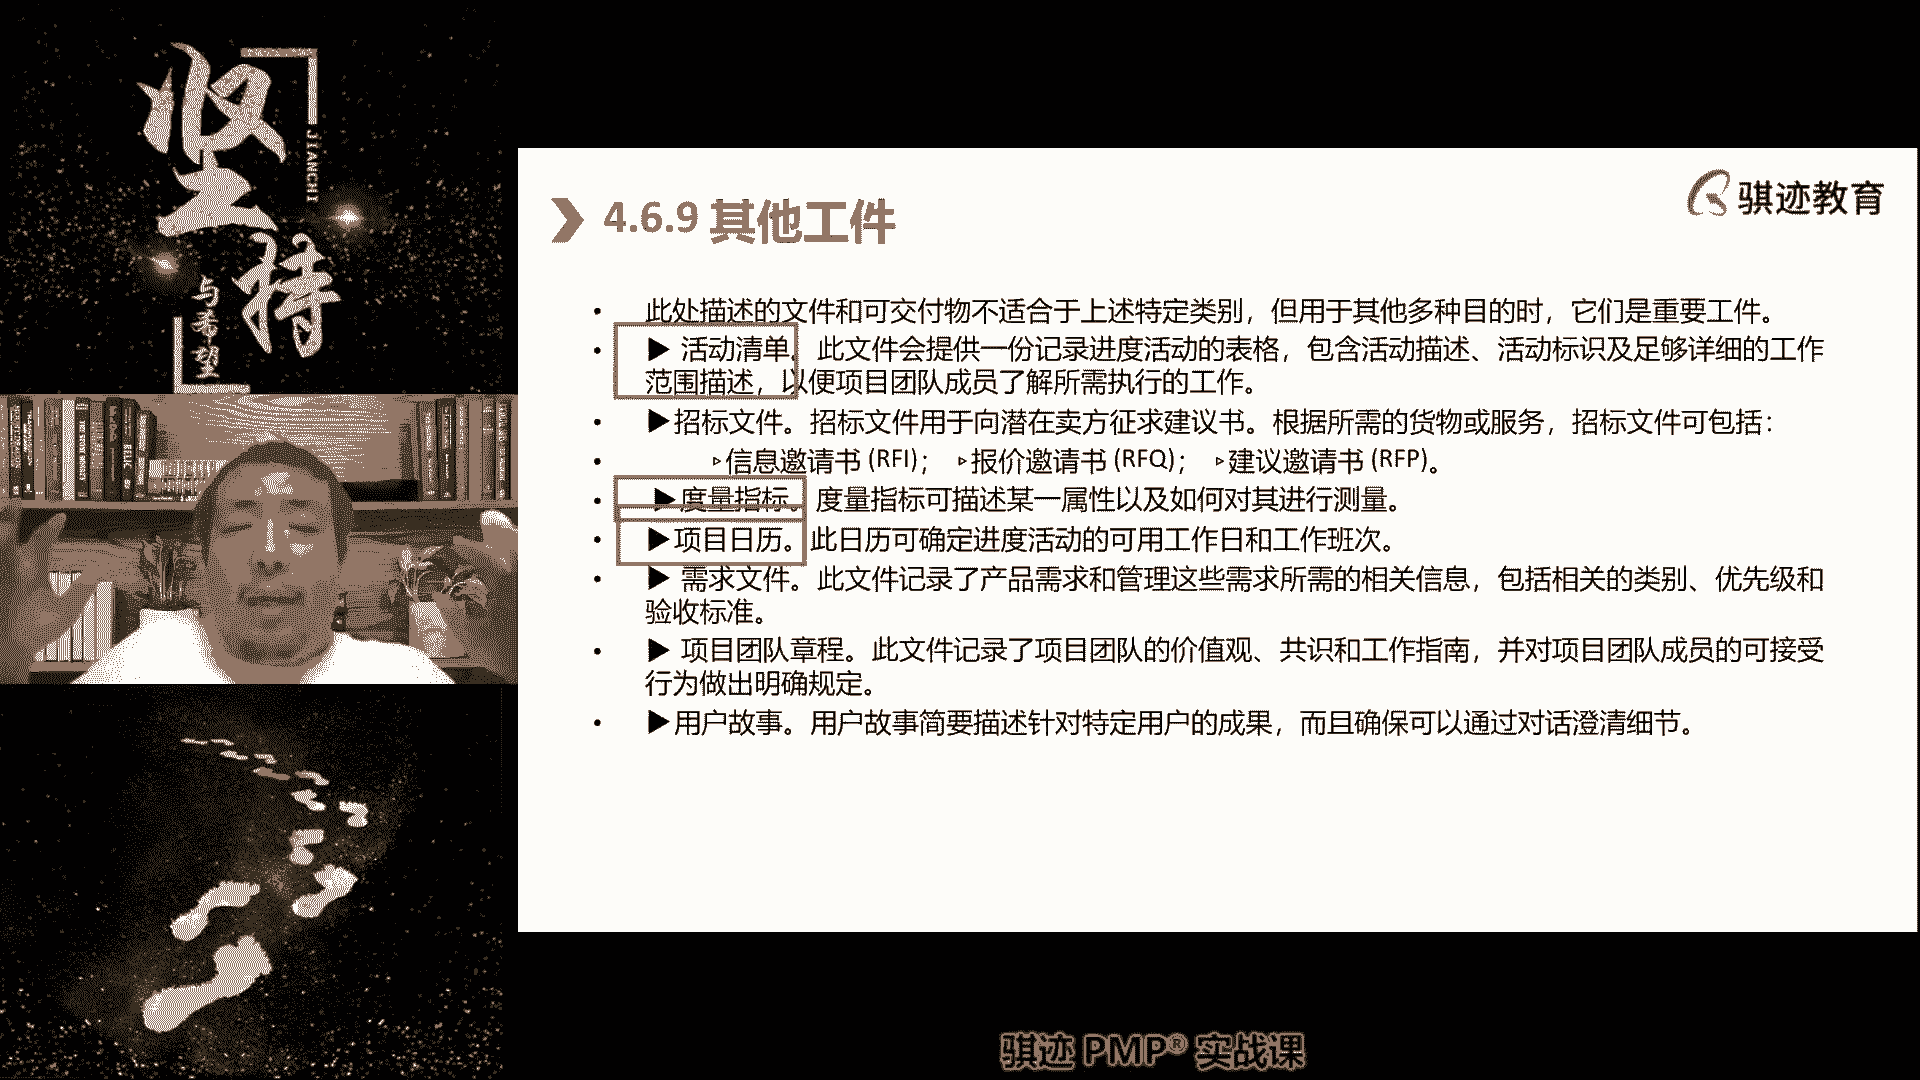 坚持
JIANCHI
与希望
骐迹教育
4.6.9 其他工件
• 此处描述的文件和可交付物不适合于上述特定类别，但用于其他多种目的时，它们是重要工件。
• ▶ 活动清单。此文件会提供一份记录进度活动的表格，包含活动描述、活动标识及足够详细的工作
范围描述，以便项目团队成员了解所需执行的工作。
• ▶招标文件。招标文件用于向潜在卖方征求建议书。根据所需的货物或服务，招标文件可包括：
• ▹信息邀请书 (RFI)； ▹报价邀请书 (RFQ)； ▹建议邀请书 (RFP)。
• ▶度量指标。度量指标可描述某一属性以及如何对其进行测量。
• ▶项目日历。此日历可确定进度活动的可用工作日和工作班次。
• ▶ 需求文件。此文件记录了产品需求和管理这些需求所需的相关信息，包括相关的类别、优先级和
验收标准。
• ▶ 项目团队章程。此文件记录了项目团队的价值观、共识和工作指南，并对项目团队成员的可接受
行为做出明确规定。
• ▶用户故事。用户故事简要描述针对特定用户的成果，而且确保可以通过对话澄清细节。
骐迹 PMP® 实战课